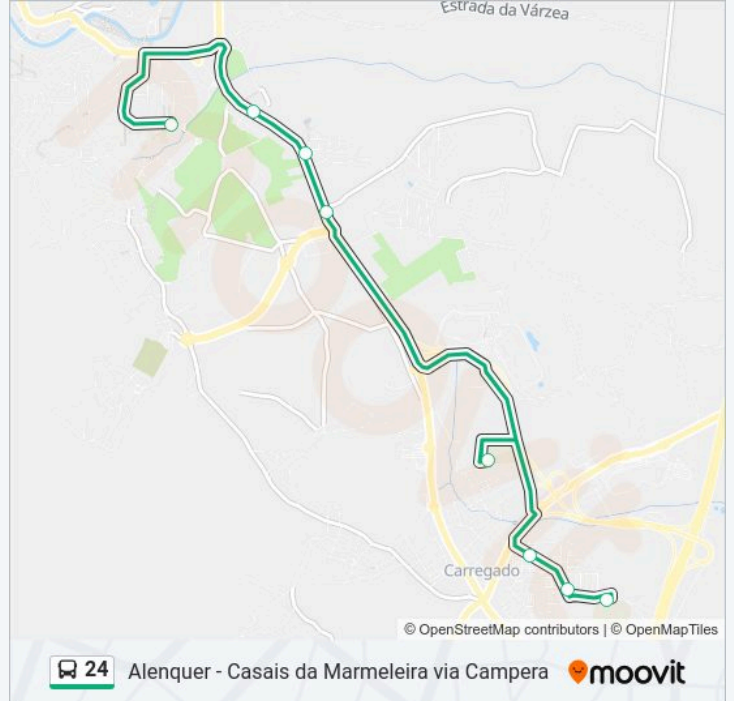 Estrada da Várzea
Carregado
© OpenStreetMap contributors | © OpenMapTiles
24 Alenquer - Casais da Marmeleira via Campera moovit